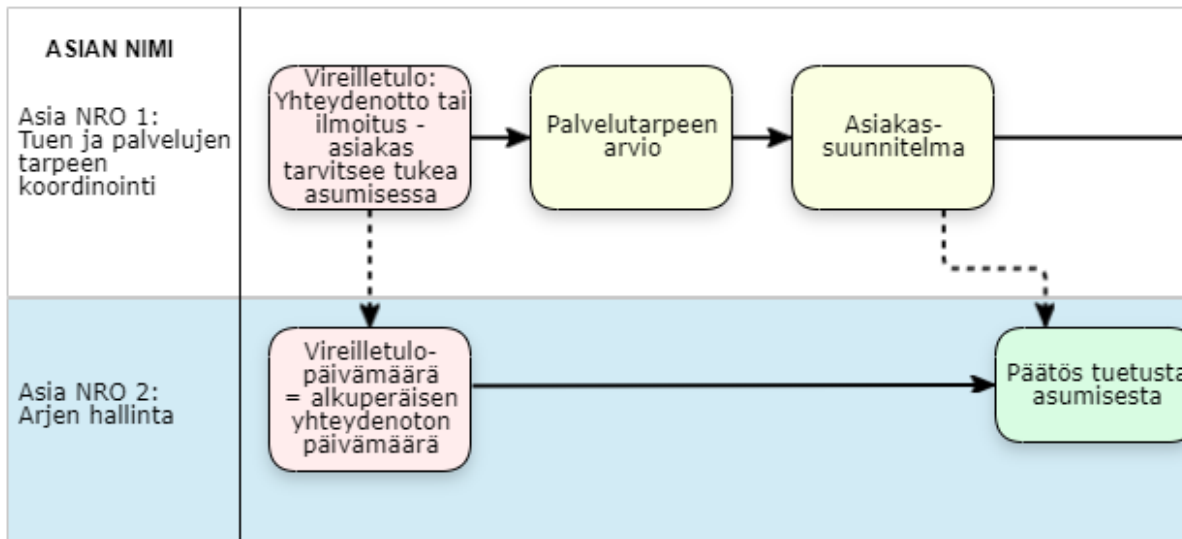 ASIAN NIMI
Asia NRO 1:
Tuen ja palvelujen
tarpeen
koordinointi
Vireilletulo:
Yhteydenotto tai
ilmoitus -
asiakas
tarvitsee tukea
asumisessa
Palvelutarpeen
arvio
Asiakas-
suunnitelma
Asia NRO 2:
Arjen hallinta
Vireilletulo-
päivämäärä
= alkuperäisen
yhteydenoton
päivämäärä
Päätös tuetusta
asumisesta